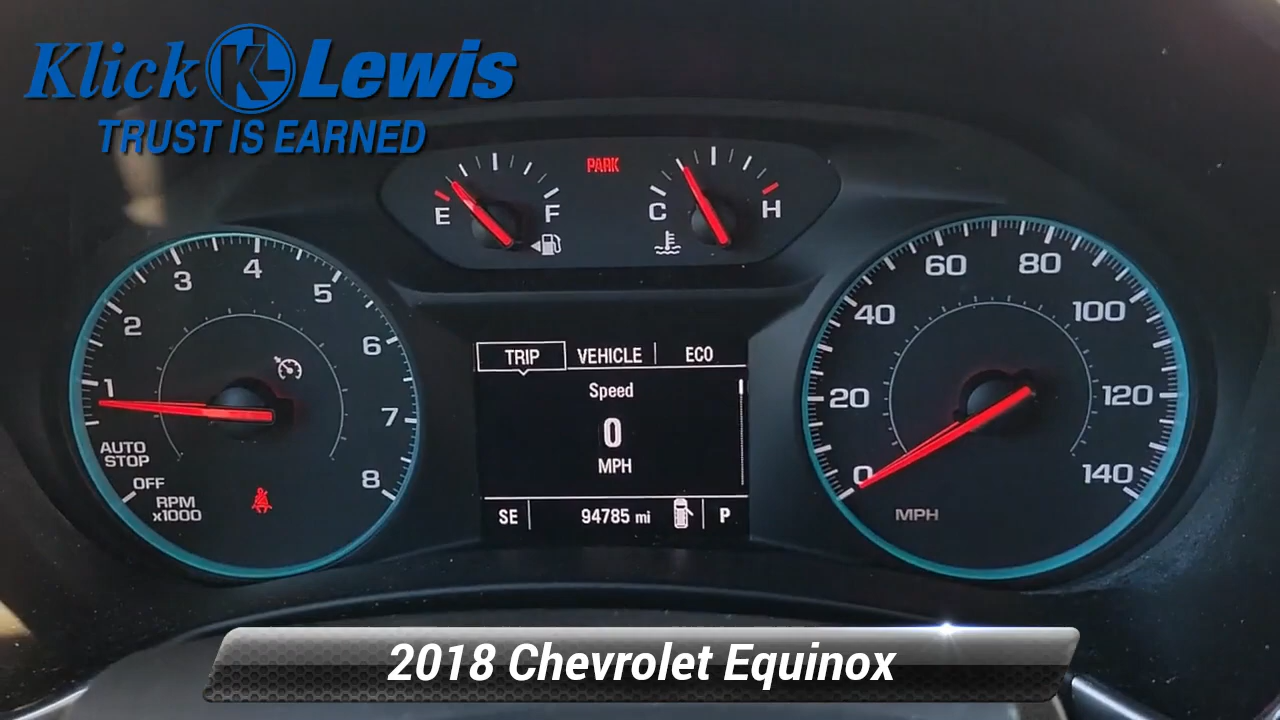 Klick KL Lewis
TRUST IS EARNED
PARK
E F
C H
1 2 3 4 5 6 7 8
AUTO STOP
OFF
RPM x1000
TRIP VEHICLE ECO
Speed
0
MPH
SE 94785 mi P
0 20 40 60 80 100 120 140
MPH
2018 Chevrolet Equinox